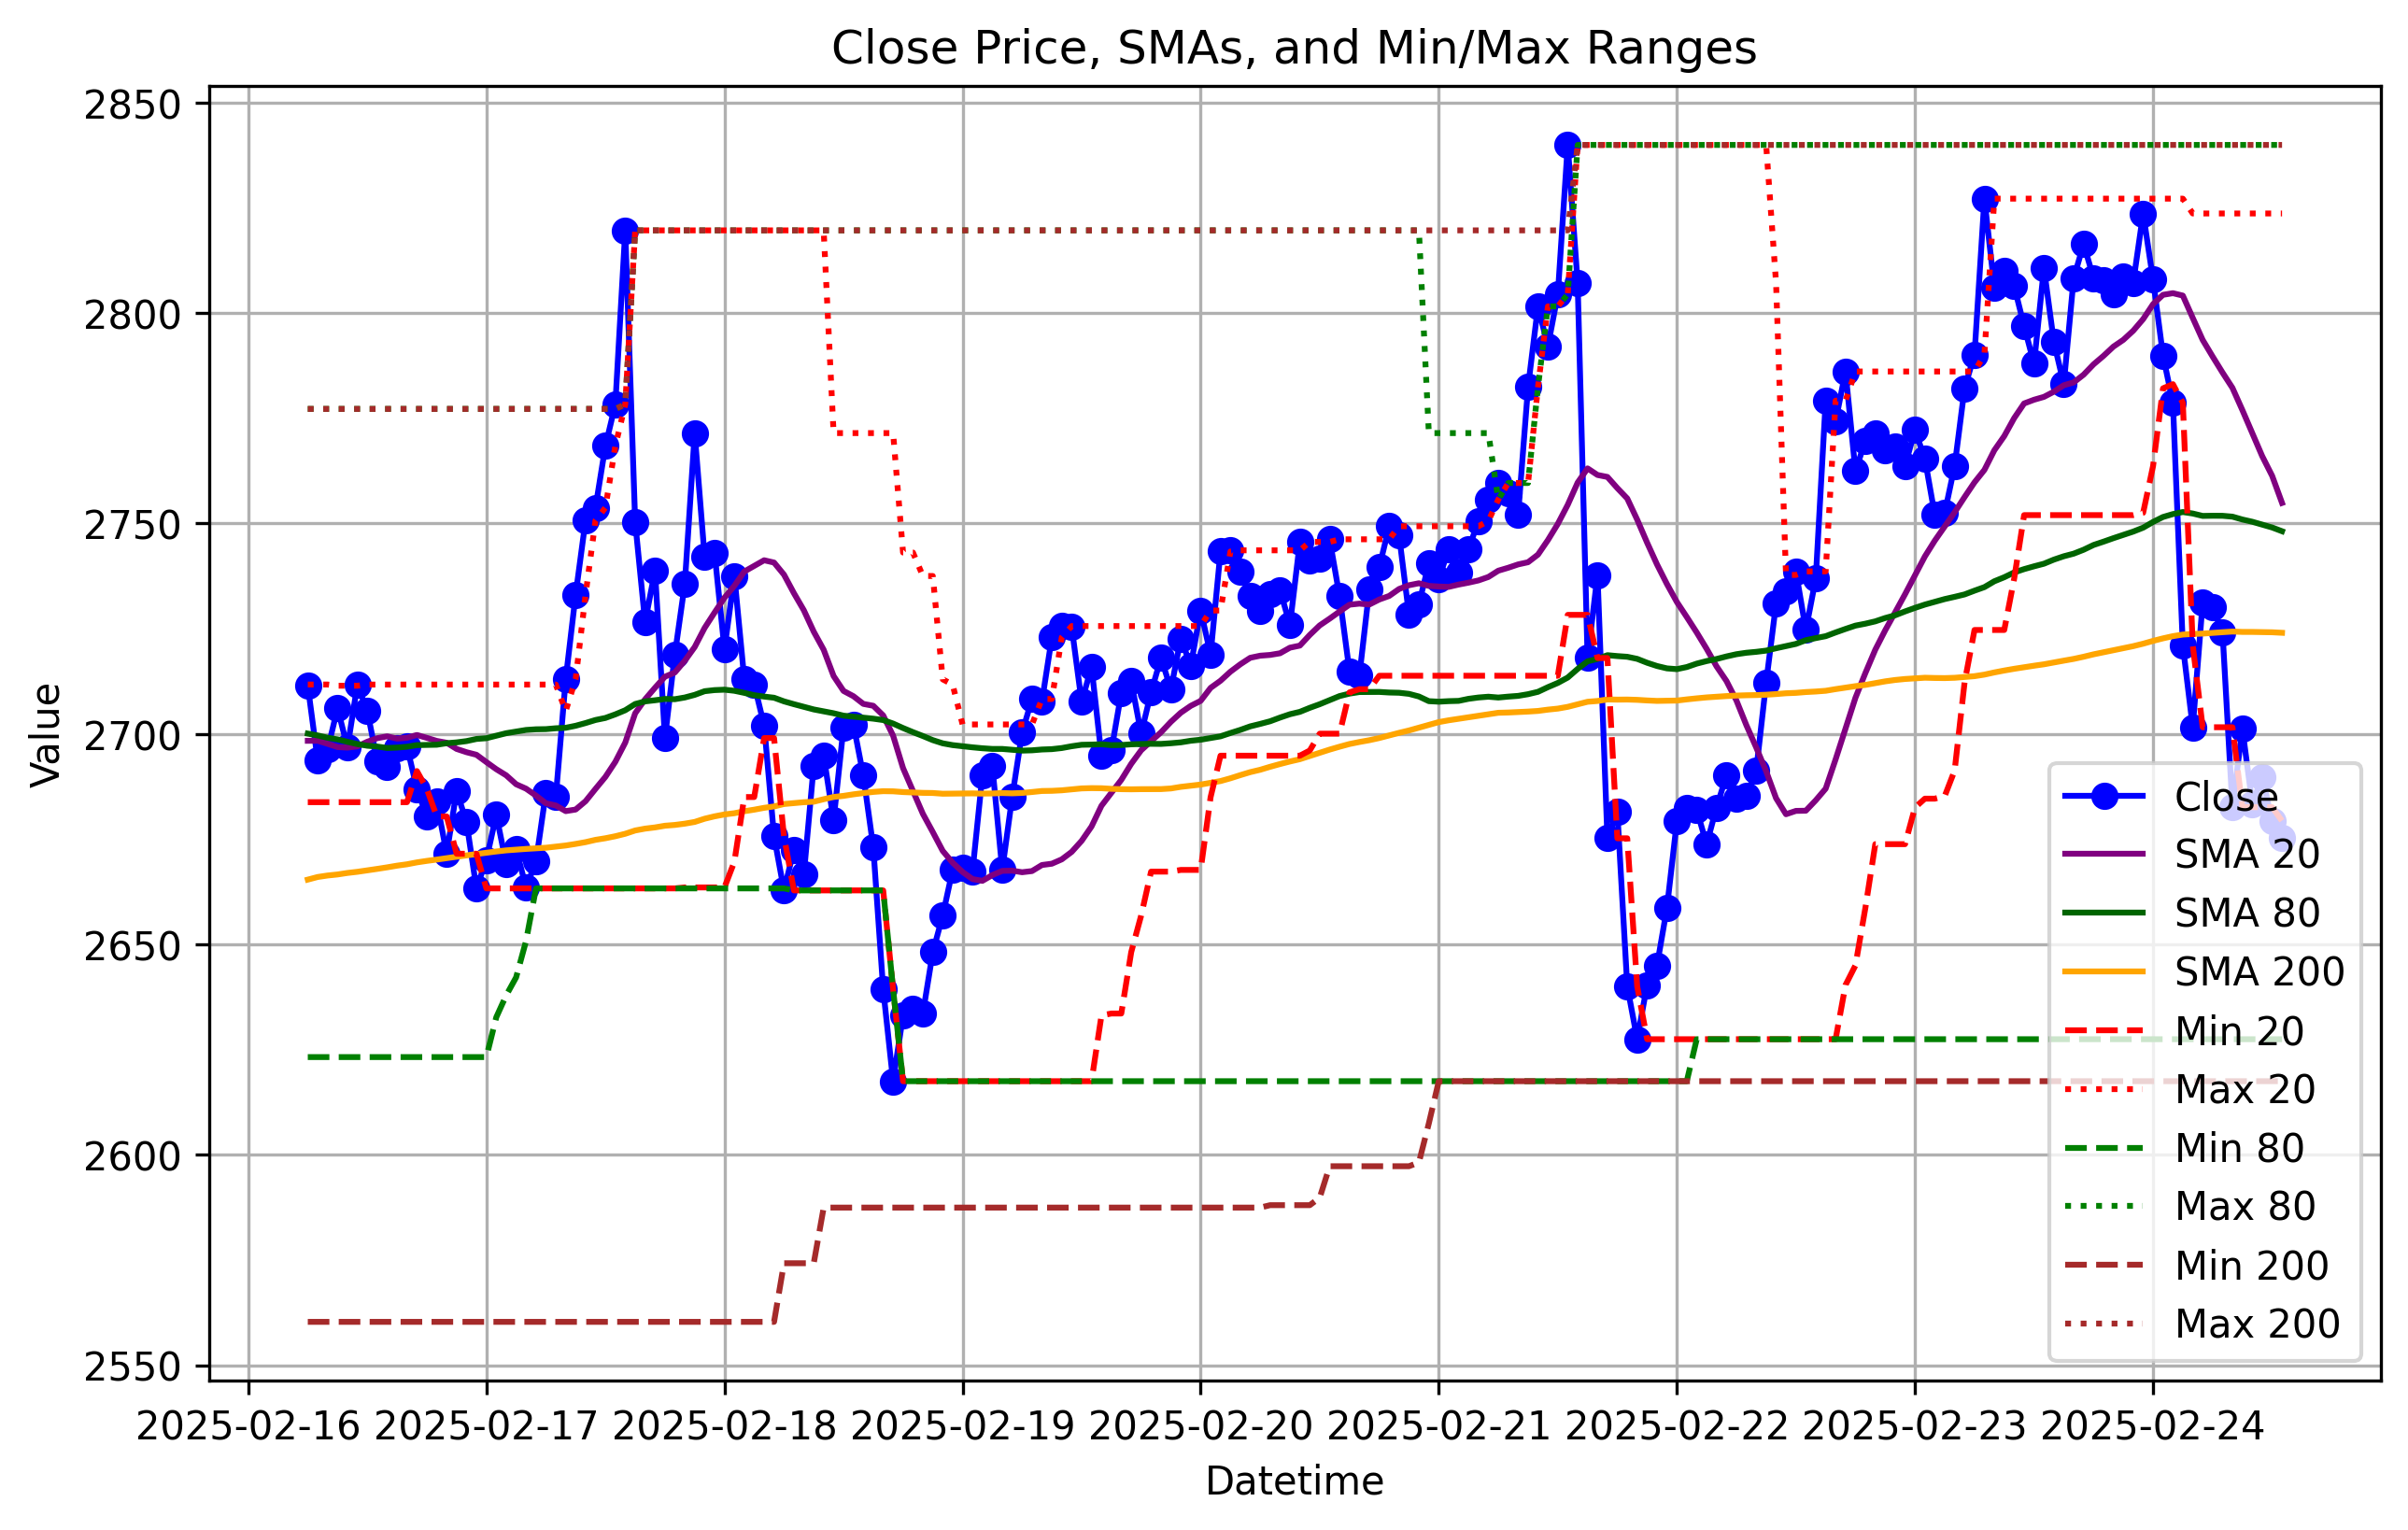 Close Price, SMAs, and Min/Max Ranges
2850
2800
2750
2700
2650
2600
2550
Value
2025-02-16 2025-02-17 2025-02-18 2025-02-19 2025-02-20 2025-02-21 2025-02-22 2025-02-23 2025-02-24
Datetime
Close
SMA 20
SMA 80
SMA 200
Min 20
Max 20
Min 80
Max 80
Min 200
Max 200